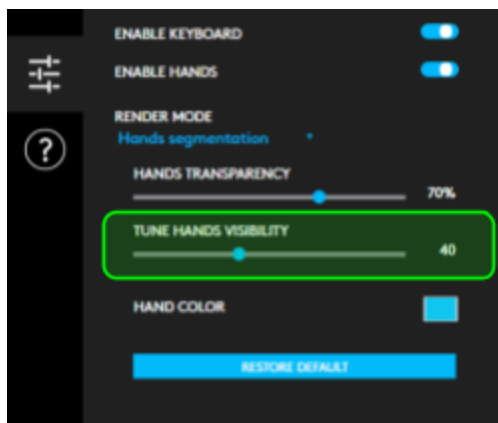 ENABLE KEYBOARD
ENABLE HANDS
?
RENDER MODE
Hands segmentation
HANDS TRANSPARENCY
70%
TUNE HANDS VISIBILITY
40
HAND COLOR
RESTORE DEFAULT